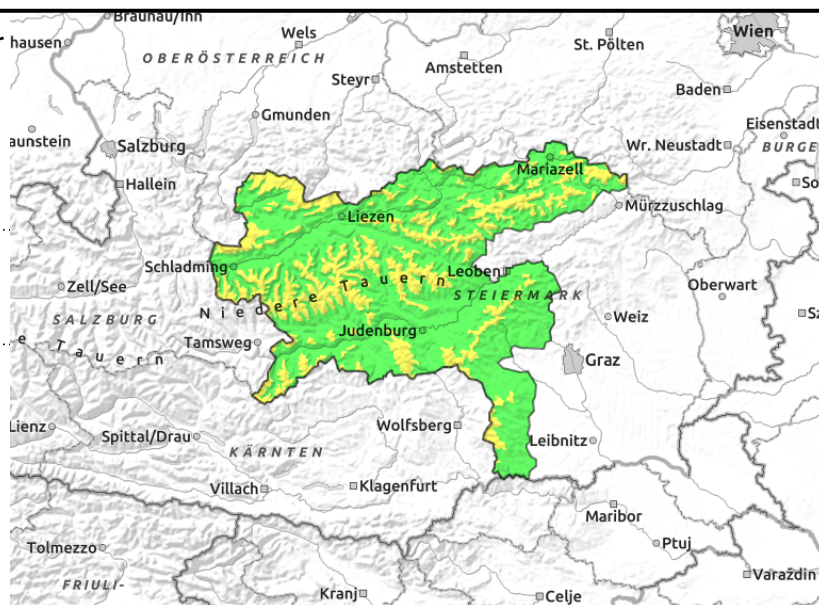 Braunau/Inn
Wien
hausen
Wels
St. Pölten
OBERÖSTERREICH
Amstetten
Steyr
Baden
Gmunden
Eisenstadt
aunstein
Salzburg
Wr. Neustadt
BURGE
Mariazell
Hallein
So
Mürzzuschlag
Liezen
Schladming
Leoben
Zell/See
Niedere Tauern
STEIERMARK
Oberwart
SALZBURG
Weiz
Sz
Judenburg
Tamsweg
e Tauern
Graz
Lienz
Wolfsberg
Spittal/Drau
Leibnitz
KÄRNTEN
Villach
Klagenfurt
Maribor
Tolmezzo
Ptuj
Varaždin
FRIULI-
Kranj
Celje